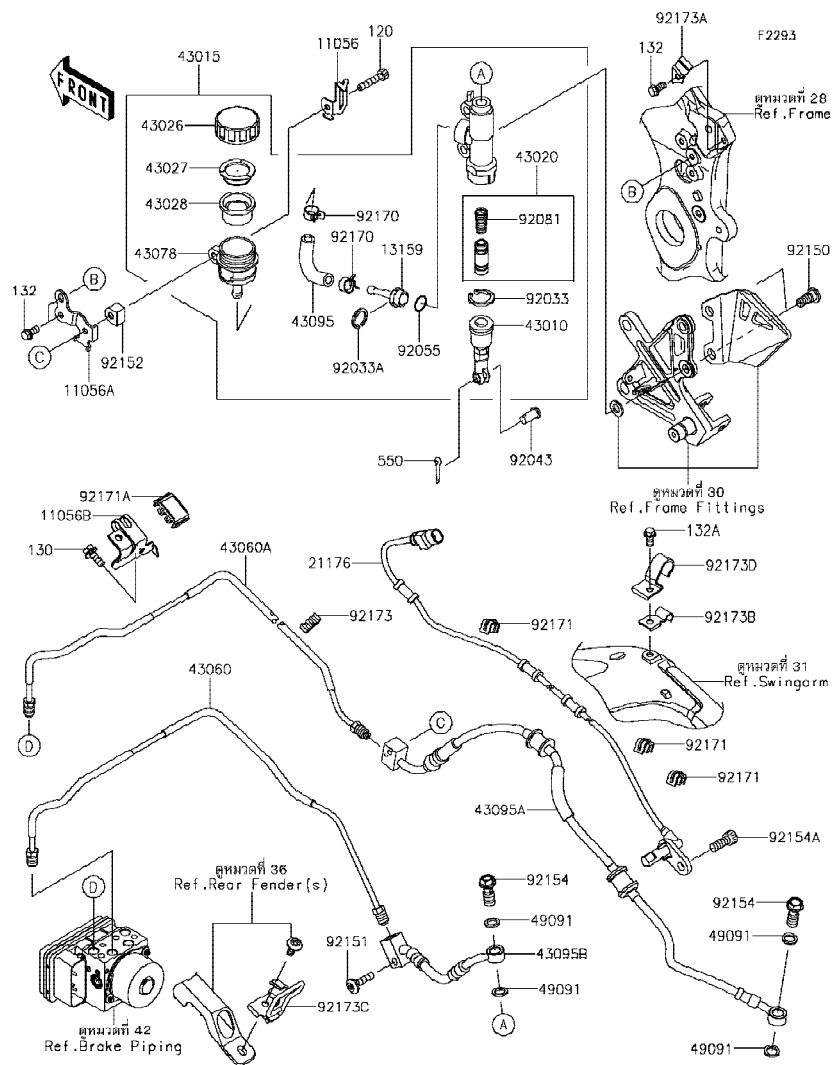 92173A
120
F2293
11056
132
43015
FRONT
A
ดูหมวดที่ 28
Ref.Frame
43026
43027
43020
B
43028
92170
92081
92170
43078
13159
92150
B
132
92033
43095
43010
C
92055
92152
92033A
11056A
550
92043
ดูหมวดที่ 30
Ref.Frame Fittings
92171A
11056B
132A
130
43060A
21176
92173D
92173
92171
92173B
43060
ดูหมวดที่ 31
Ref.Swingarm
C
D
92171
92171
43095A
92154A
ดูหมวดที่ 36
Ref.Rear Fender(s)
D
92154
92154
49091
49091
92151
43095B
49091
92173C
A
ดูหมวดที่ 42
Ref.Brake Piping
49091